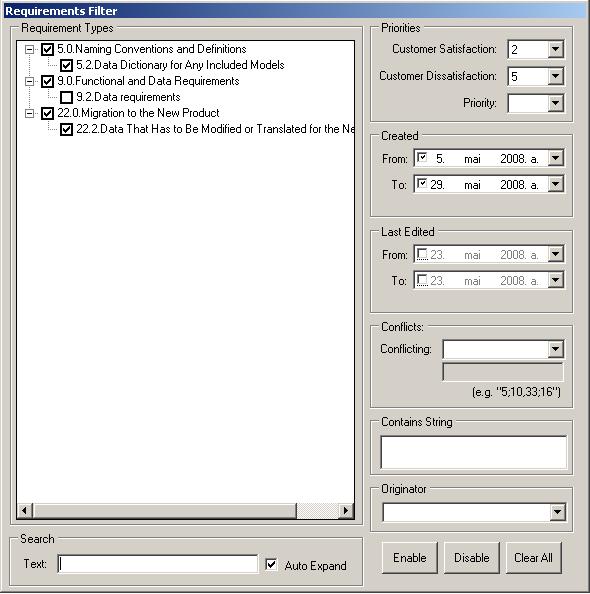 Requirements Filter
Requirement Types
5.0.Naming Conventions and Definitions
5.2.Data Dictionary for Any Included Models
9.0.Functional and Data Requirements
9.2.Data requirements
22.0.Migration to the New Product
22.2.Data That Has to Be Modified or Translated for the Ne
Search
Text:
Auto Expand
Priorities
Customer Satisfaction: 2
Customer Dissatisfaction: 5
Priority:
Created
From: 5. mai 2008. a.
To: 29. mai 2008. a.
Last Edited
From: 23. mai 2008. a.
To: 23. mai 2008. a.
Conflicts:
Conflicting:
(e.g. "5;10,33;16")
Contains String
Originator
Enable Disable Clear All